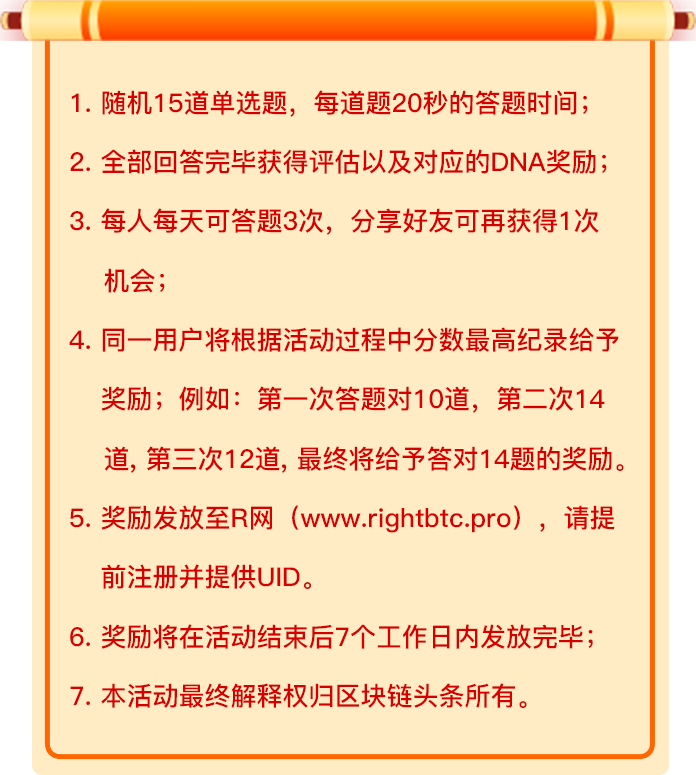 1. 随机15道单选题，每道题20秒的答题时间；
2. 全部回答完毕获得评估以及对应的DNA奖励；
3. 每人每天可答题3次，分享好友可再获得1次
机会；
4. 同一用户将根据活动过程中分数最高纪录给予
奖励；例如：第一次答题对10道，第二次14
道, 第三次12道, 最终将给予答对14题的奖励。
5. 奖励发放至R网（www.rightbtc.pro），请提
前注册并提供UID。
6. 奖励将在活动结束后7个工作日内发放完毕；
7. 本活动最终解释权归区块链头条所有。